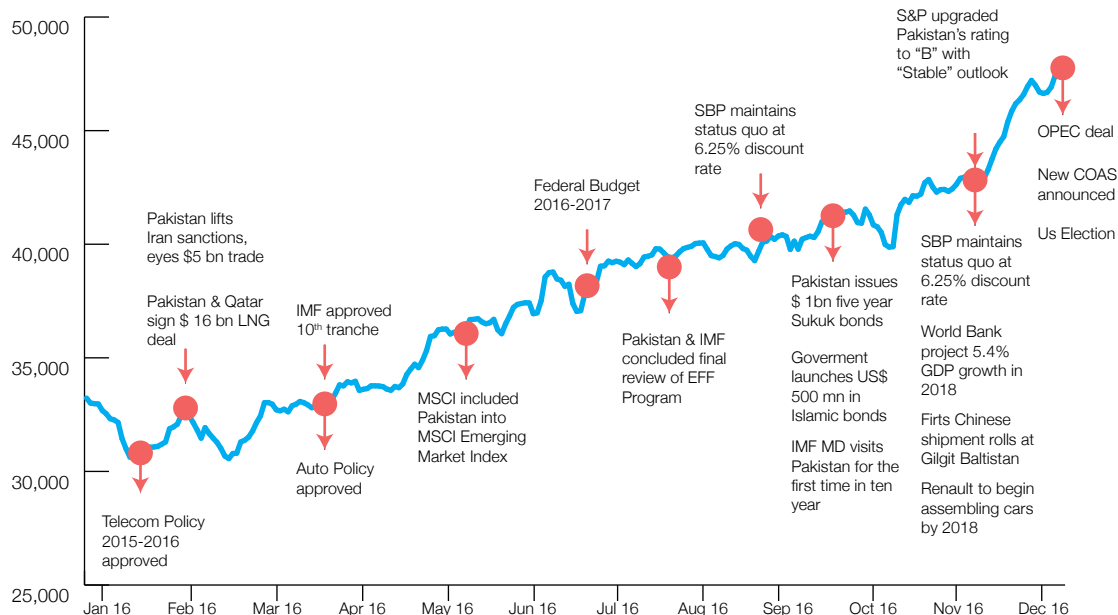 50,000
45,000
40,000
35,000
30,000
25,000
Jan 16
Feb 16
Mar 16
Apr 16
May 16
Jun 16
Jul 16
Aug 16
Sep 16
Oct 16
Nov 16
Dec 16
Telecom Policy
2015-2016
approved
Pakistan lifts
Iran sanctions,
eyes $5 bn trade
Pakistan & Qatar
sign $ 16 bn LNG
deal
IMF approved
10th tranche
Auto Policy
approved
MSCI included
Pakistan into
MSCI Emerging
Market Index
Federal Budget
2016-2017
Pakistan & IMF
concluded final
review of EFF
Program
SBP maintains
status quo at
6.25% discount
rate
Pakistan issues
$ 1bn five year
Sukuk bonds
Goverment
launches US$
500 mn in
Islamic bonds
IMF MD visits
Pakistan for the
first time in ten
year
S&P upgraded
Pakistan's rating
to “B” with
“Stable” outlook
SBP maintains
status quo at
6.25% discount
rate
World Bank
project 5.4%
GDP growth in
2018
Firts Chinese
shipment rolls at
Gilgit Baltistan
Renault to begin
assembling cars
by 2018
OPEC deal
New COAS
announced
Us Election